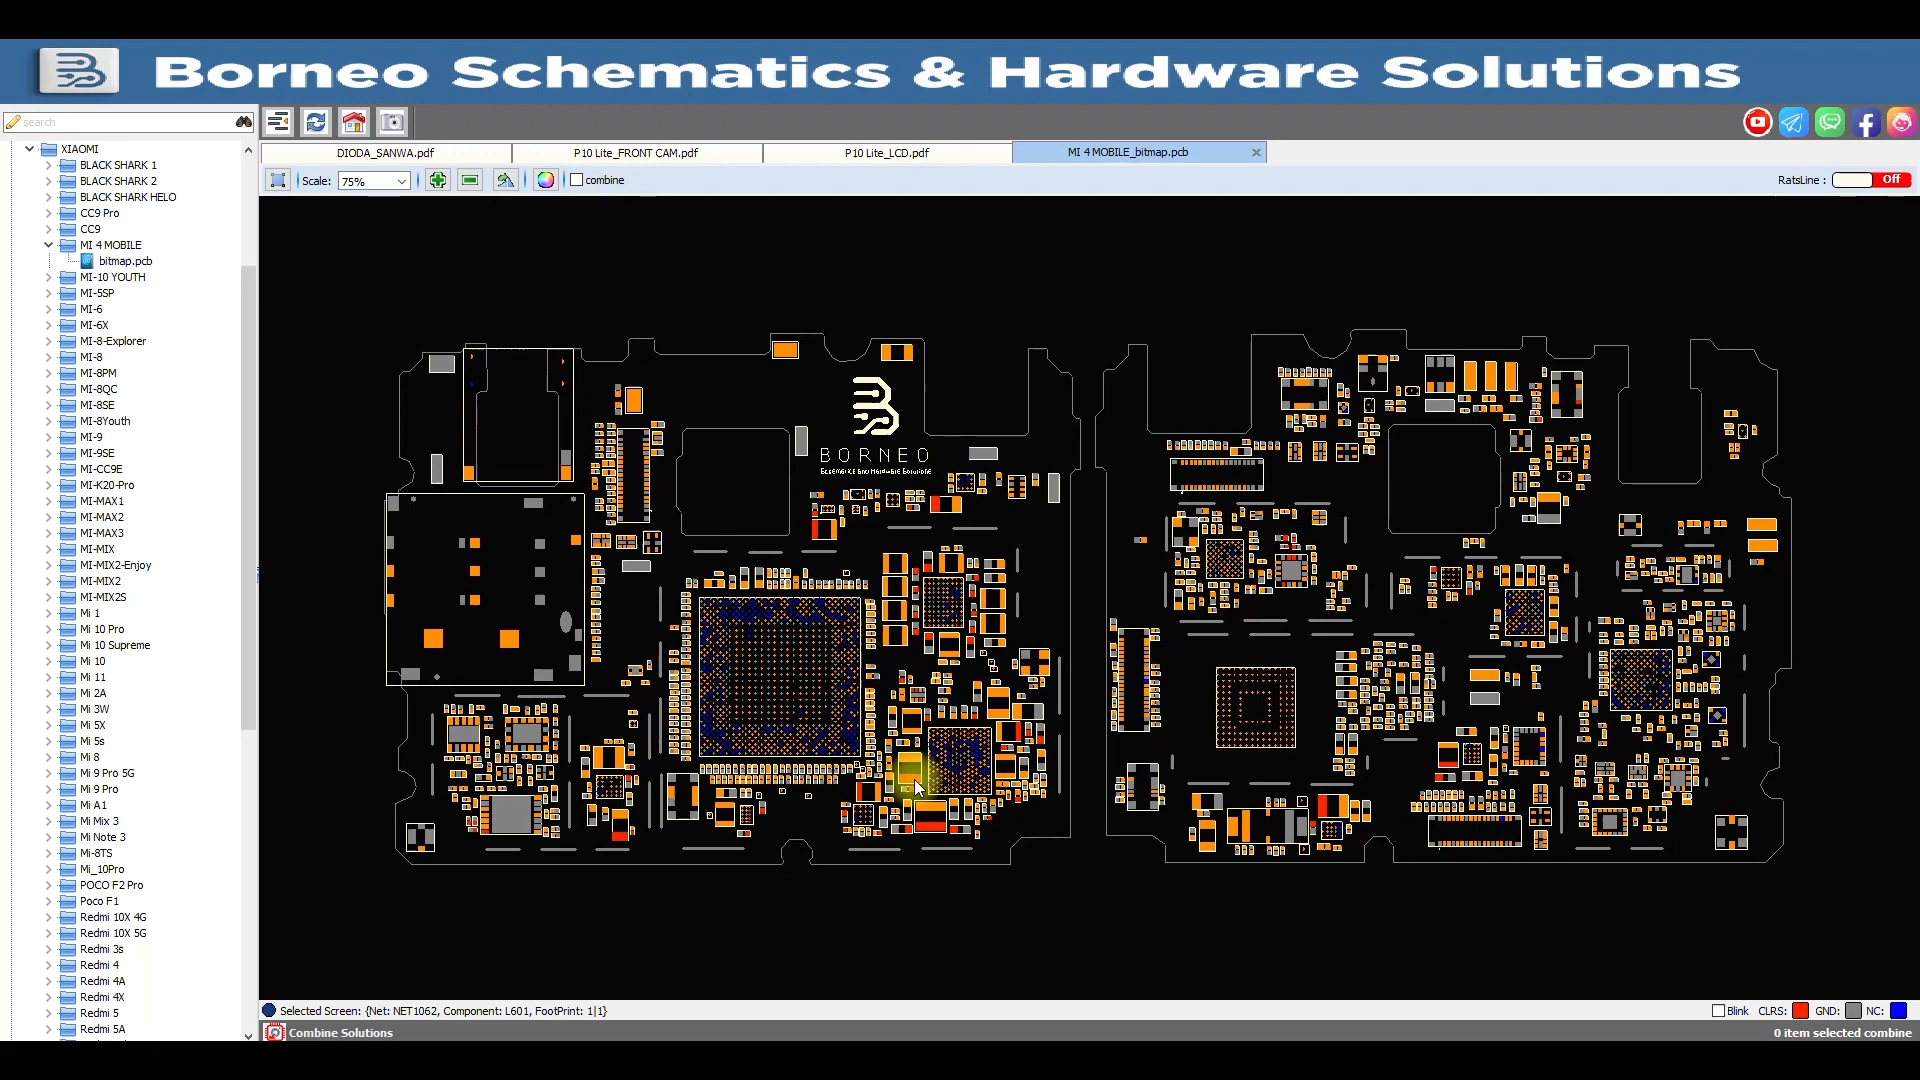 Borneo Schematics & Hardware Solutions
search
XIAOMI
BLACK SHARK 1
BLACK SHARK 2
BLACK SHARK HELO
CC9 Pro
CC9
MI 4 MOBILE
bitmap.pcb
MI-10 YOUTH
MI-5SP
MI-6
MI-6X
MI-8-Explorer
MI-8
MI-8PM
MI-8QC
MI-8SE
MI-8Youth
MI-9
MI-9SE
MI-CC9E
MI-K20-Pro
MI-MAX1
MI-MAX2
MI-MAX3
MI-MIX
MI-MIX2-Enjoy
MI-MIX2
MI-MIX2S
Mi 1
Mi 10 Pro
Mi 10 Supreme
Mi 10
Mi 11
Mi 2A
Mi 3W
Mi 5X
Mi 5s
Mi 8
Mi 9 Pro 5G
Mi 9 Pro
Mi A1
Mi Mix 3
Mi Note 3
Mi-8TS
Mi_10Pro
POCO F2 Pro
Poco F1
Redmi 10X 4G
Redmi 10X 5G
Redmi 3s
Redmi 4
Redmi 4A
Redmi 4X
Redmi 5
Redmi 5A
DIODA_SANWA.pdf
P10 Lite_FRONT CAM.pdf
P10 Lite_LCD.pdf
MI 4 MOBILE_bitmap.pcb
Scale: 75%
combine
RatsLine : Off
BORNEO
Schematics and Hardware Solutions
Selected Screen: {Net: NET1062, Component: L601, FootPrint: 1|1}
Blink CLRS: GND: NC:
Combine Solutions
0 item selected combine